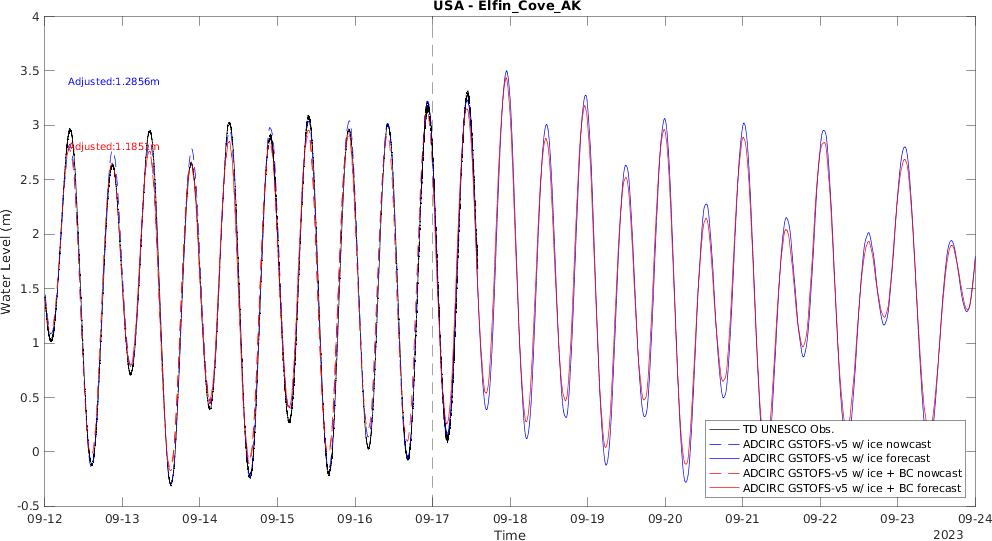 USA - Elfin_Cove_AK
4
3.5
3
2.5
2
1.5
1
0.5
0
-0.5
Water Level (m)
Adjusted:1.2856m
TD UNESCO Obs.
ADCIRC GSTOFS-v5 w/ ice nowcast
ADCIRC GSTOFS-v5 w/ ice forecast
ADCIRC GSTOFS-v5 w/ ice + BC nowcast
ADCIRC GSTOFS-v5 w/ ice + BC forecast
09-12 09-13 09-14 09-15 09-16 09-17 09-18 09-19 09-20 09-21 09-22 09-23 09-24
Time
2023